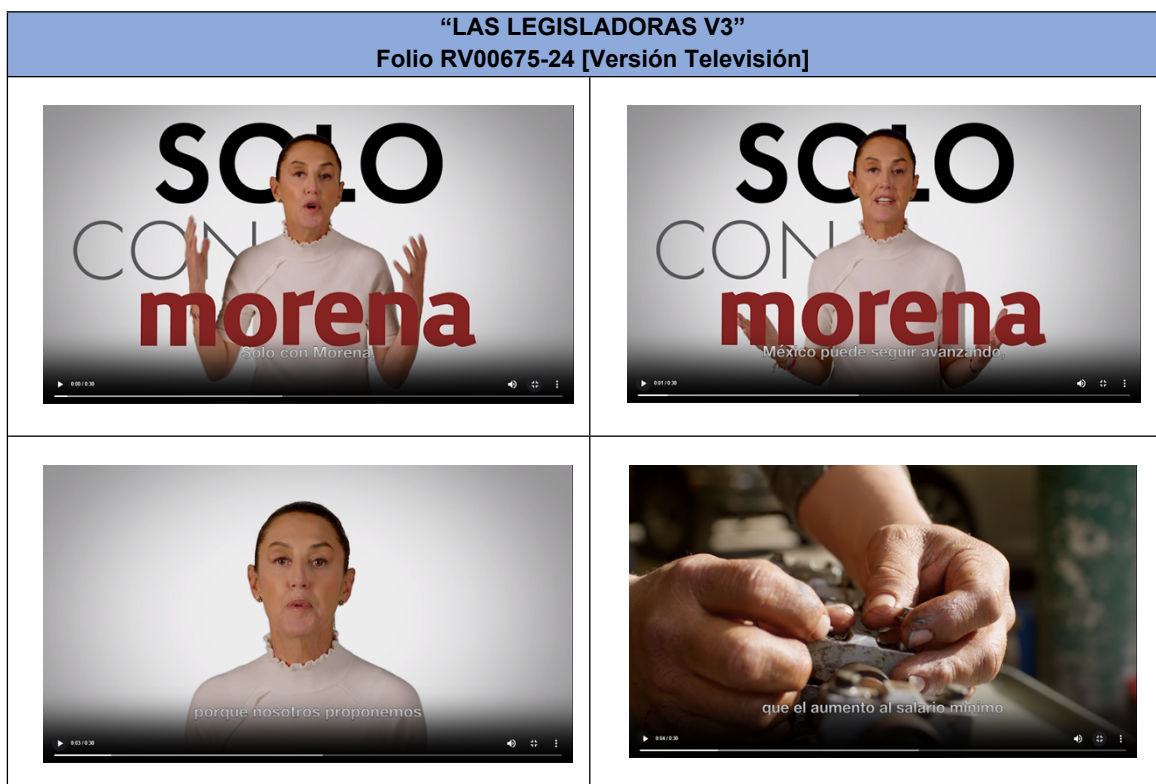 “LAS LEGISLADORAS V3”
Folio RV00675-24 [Versión Televisión]
SOLO
CON
morena
Solo con Morena,
0:00 / 0:30
SOLO
CON
morena
México puede seguir avanzando,
0:01 / 0:30
porque nosotros proponemos
0:03 / 0:30
que el aumento al salario mínimo
0:04 / 0:30